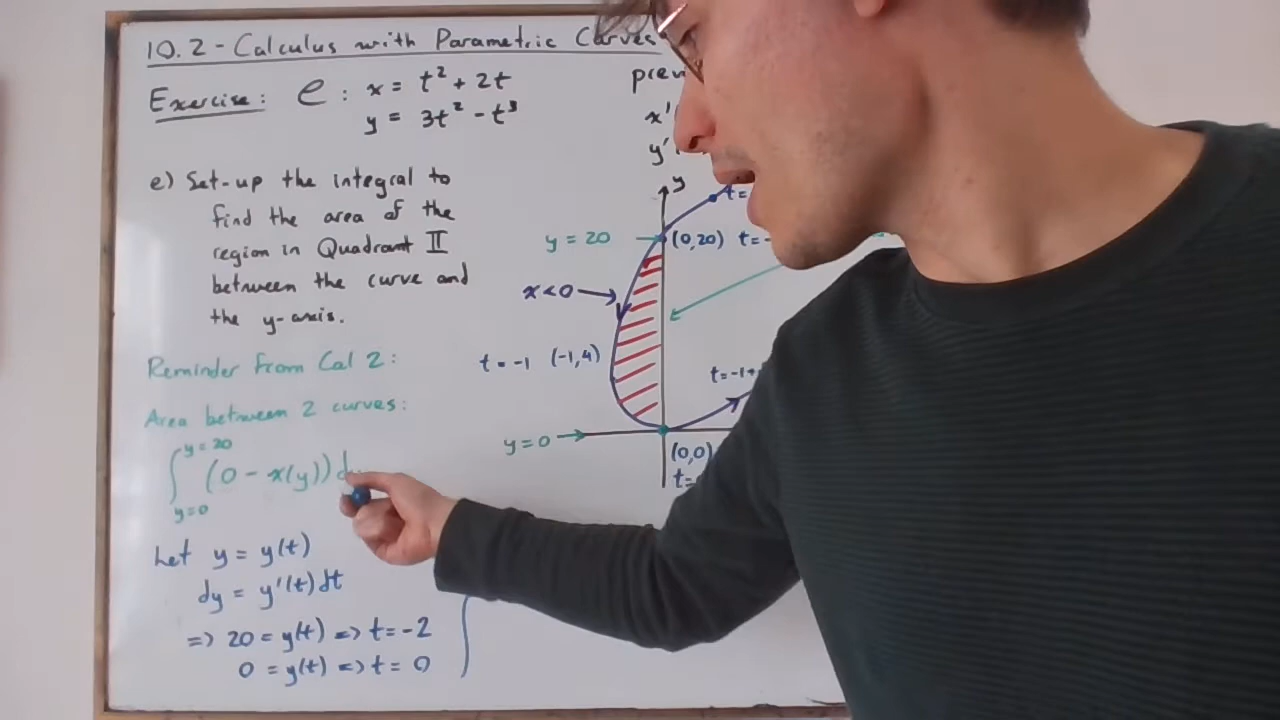 10.2 - Calculus with Parametric Curves
Exercise: C : x = t² + 2t
y = 3t² - t³
e) Set-up the integral to
find the area of the
region in Quadrant II
between the curve and
the y-axis.
Reminder from Cal 2:
Area between 2 curves:
∫ y=20 y=0 (0 - x(y)) dy
Let y = y(t)
dy = y'(t) dt
=> 20 = y(t) => t = -2
0 = y(t) => t = 0
x'
y'
y
t=
y = 20
(0,20) t = -
x<0
t = -1 (-1,4)
t=-1+
y=0
(0,0)
t=